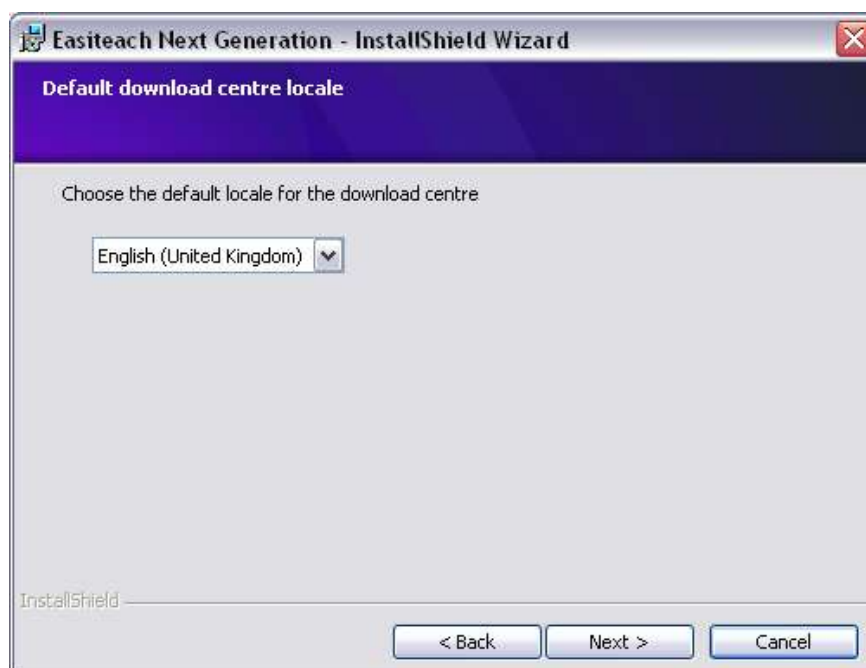 Easiteach Next Generation - InstallShield Wizard
Default download centre locale
Choose the default locale for the download centre
English (United Kingdom)
InstallShield
< Back Next > Cancel